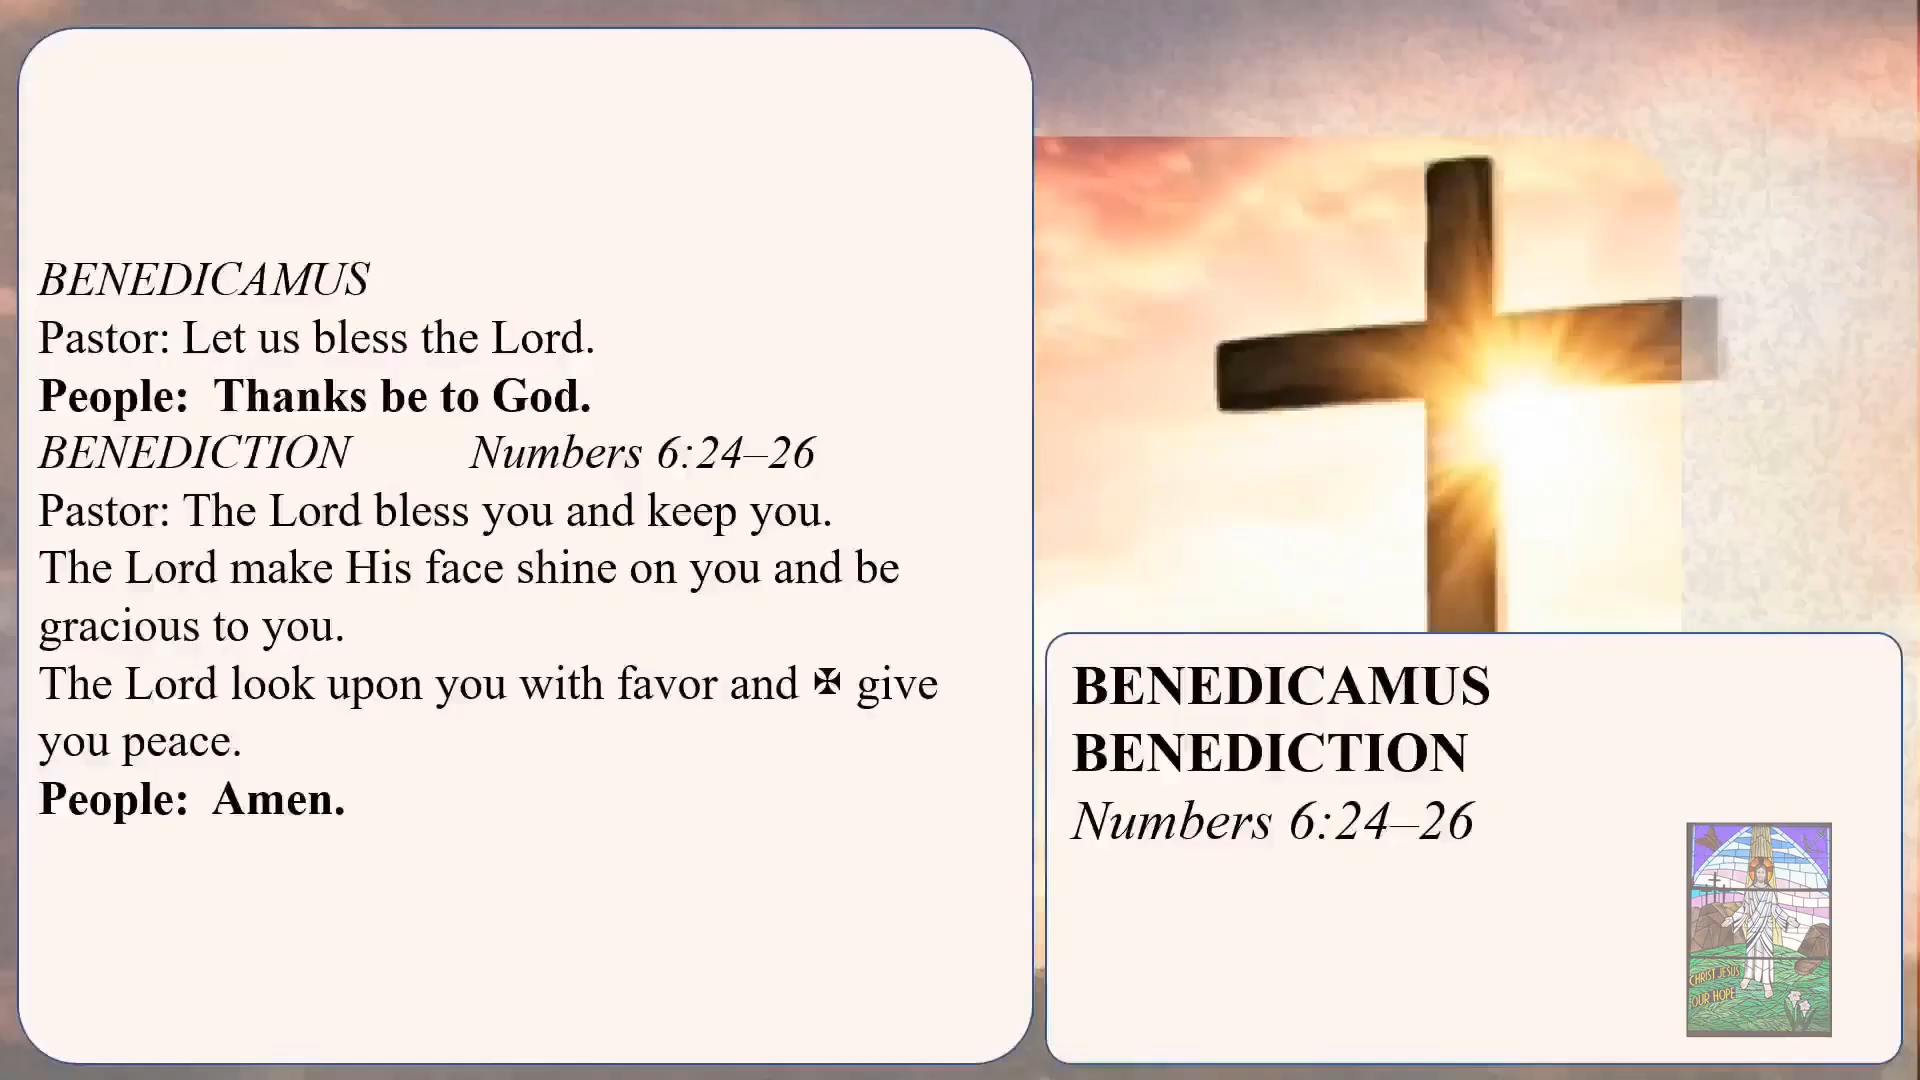 BENEDICAMUS
Pastor: Let us bless the Lord.
People:  Thanks be to God.
BENEDICTION          Numbers 6:24–26
Pastor: The Lord bless you and keep you.
The Lord make His face shine on you and be
gracious to you.
The Lord look upon you with favor and ✠ give
you peace.
People:  Amen.
BENEDICAMUS
BENEDICTION
Numbers 6:24–26
CHRIST JESUS
OUR HOPE